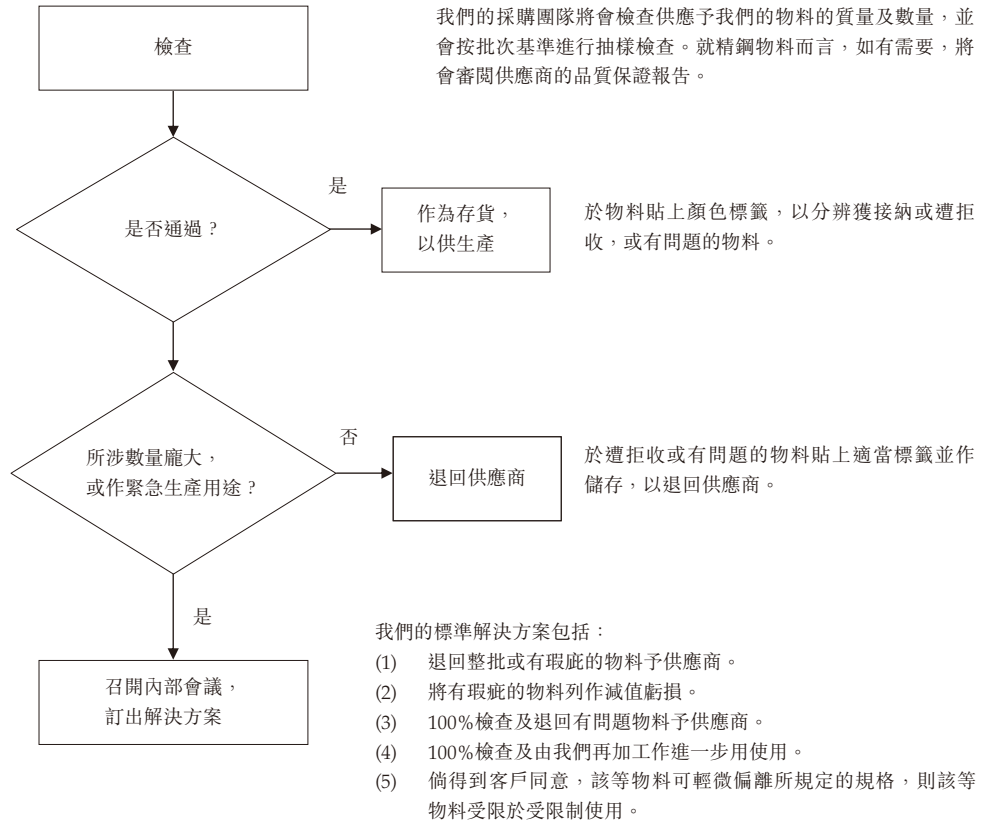 檢查
我們的採購團隊將會檢查供應予我們的物料的質量及數量，並
會按批次基準進行抽樣檢查。就精鋼物料而言，如有需要，將
會審閱供應商的品質保證報告。
是否通過？
是
作為存貨，
以供生產
於物料貼上顏色標籤，以分辨獲接納或遭拒
收，或有問題的物料。
所涉數量龐大，
或作緊急生產用途？
否
退回供應商
於遭拒收或有問題的物料貼上適當標籤並作
儲存，以退回供應商。
是
召開內部會議，
訂出解決方案
我們的標準解決方案包括：
(1) 退回整批或有瑕疵的物料予供應商。
(2) 將有瑕疵的物料列作減值虧損。
(3) 100%檢查及退回有問題物料予供應商。
(4) 100%檢查及由我們再加工作進一步用使用。
(5) 倘得到客戶同意，該等物料可輕微偏離所規定的規格，則該等
物料受限於受限制使用。